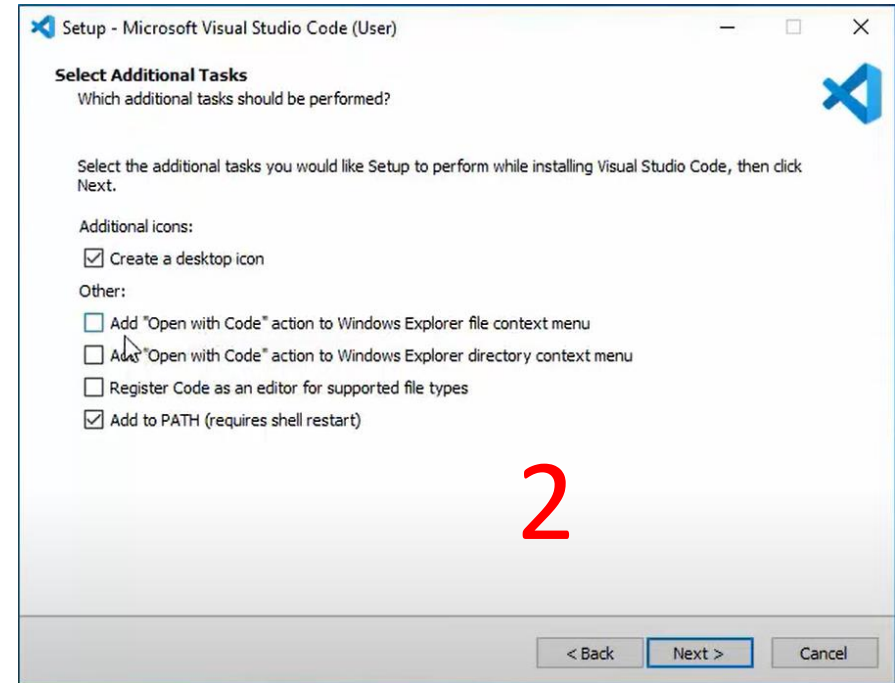 Setup - Microsoft Visual Studio Code (User)
Select Additional Tasks
Which additional tasks should be performed?
Select the additional tasks you would like Setup to perform while installing Visual Studio Code, then click
Next.
Additional icons:
Create a desktop icon
Other:
Add "Open with Code" action to Windows Explorer file context menu
Add "Open with Code" action to Windows Explorer directory context menu
Register Code as an editor for supported file types
Add to PATH (requires shell restart)
2
< Back Next > Cancel